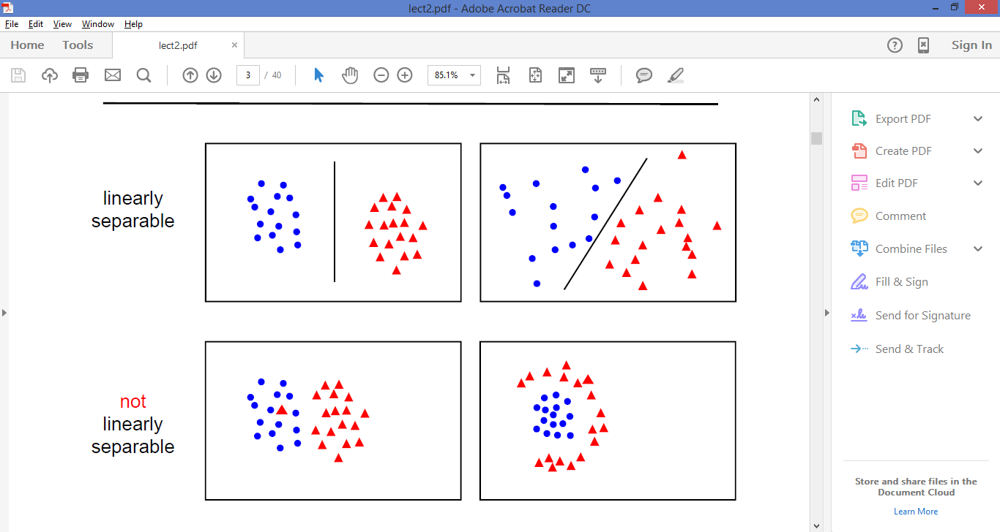 lect2.pdf - Adobe Acrobat Reader DC
File Edit View Window Help
Home Tools lect2.pdf × Sign In
3 / 40 85.1%
linearly
separable
not
linearly
separable
Export PDF
Create PDF
Edit PDF
Comment
Combine Files
Fill & Sign
Send for Signature
Send & Track
Store and share files in the
Document Cloud
Learn More